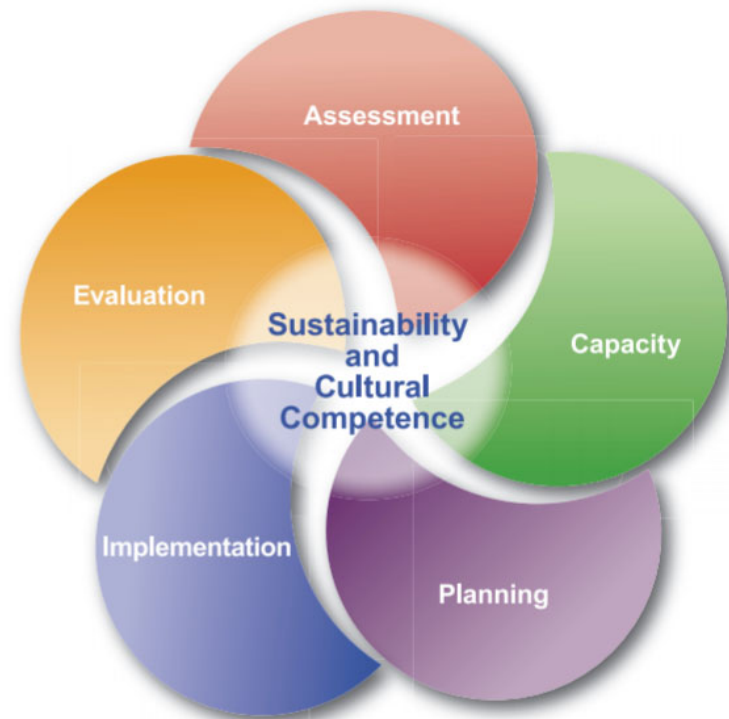 Assessment
Capacity
Planning
Implementation
Evaluation
Sustainability
and
Cultural
Competence